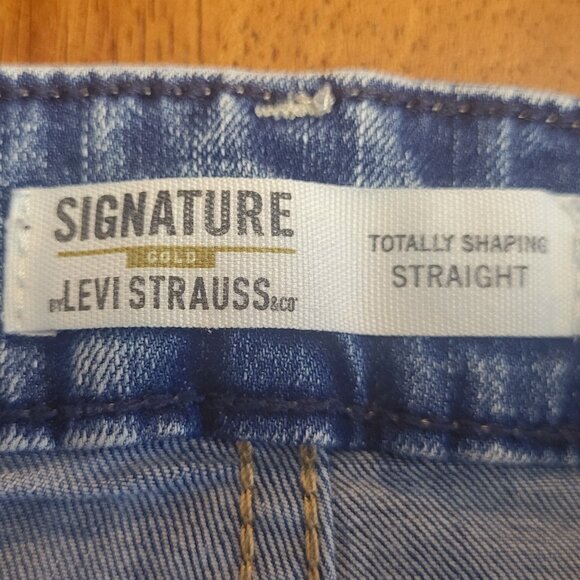 SIGNATURE
GOLD
BY LEVI STRAUSS & CO
TOTALLY SHAPING
STRAIGHT